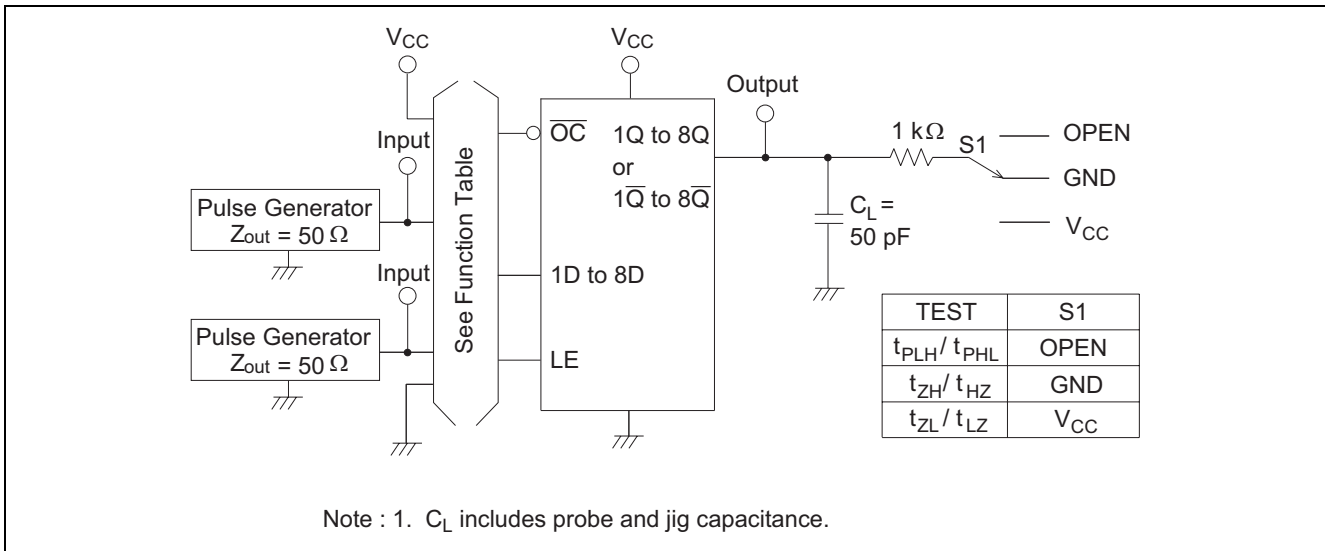 VCC
VCC
Output
Input
OC
1Q to 8Q
or
1Q to 8Q
1 kΩ
S1
OPEN
GND
VCC
Pulse Generator
Zout = 50 Ω
See Function Table
CL =
50 pF
Input
1D to 8D
Pulse Generator
Zout = 50 Ω
LE
TEST S1
tPLH / tPHL OPEN
tZH / tHZ GND
tZL / tLZ VCC
Note : 1. CL includes probe and jig capacitance.